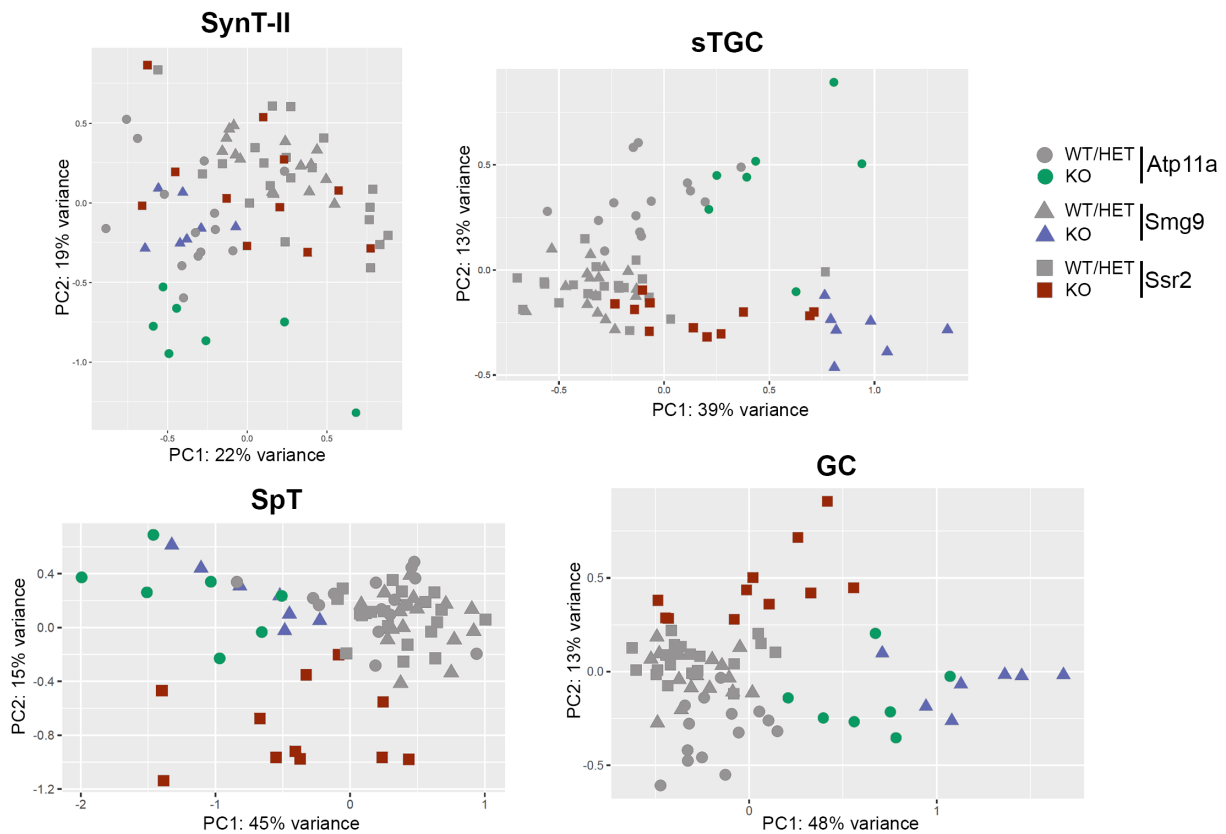 SynT-II
PC2: 19% variance
0.5
0.0
-0.5
-1.0
-0.5 0.0 0.5
PC1: 22% variance
sTGC
PC2: 13% variance
0.5
0.0
-0.5
-0.5 0.0 0.5 1.0
PC1: 39% variance
WT/HET
KO
Atp11a
WT/HET
KO
Smg9
WT/HET
KO
Ssr2
SpT
PC2: 15% variance
0.4
0.0
-0.4
-0.8
-1.2
-2 -1 0 1
PC1: 45% variance
GC
PC2: 13% variance
0.5
0.0
-0.5
0 1
PC1: 48% variance